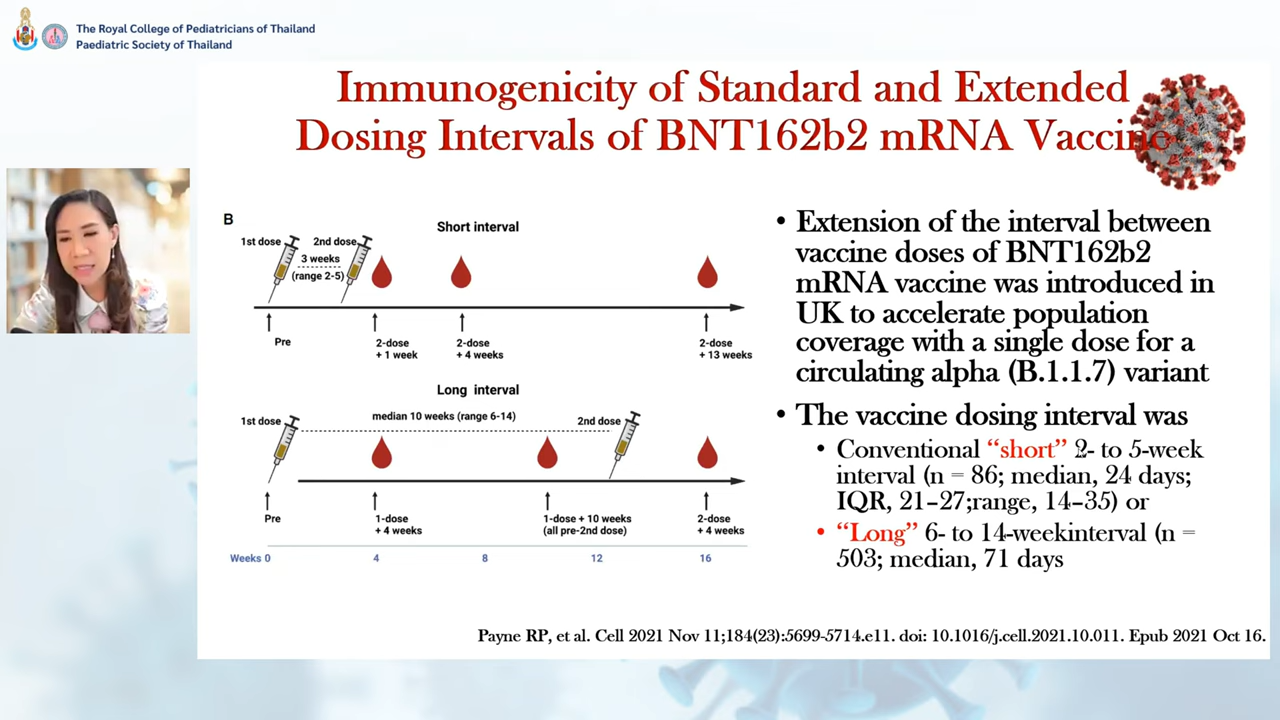 The Royal College of Pediatricians of Thailand
Paediatric Society of Thailand
Immunogenicity of Standard and Extended
Dosing Intervals of BNT162b2 mRNA Vaccine
B
Short interval
1st dose
2nd dose
3 weeks
(range 2-5)
Pre
2-dose
+ 1 week
2-dose
+ 4 weeks
2-dose
+ 13 weeks
Long interval
median 10 weeks (range 6-14)
1st dose
2nd dose
Pre
1-dose
+ 4 weeks
1-dose + 10 weeks
(all pre-2nd dose)
2-dose
+ 4 weeks
Weeks 0 4 8 12 16
• Extension of the interval between
vaccine doses of BNT162b2
mRNA vaccine was introduced in
UK to accelerate population
coverage with a single dose for a
circulating alpha (B.1.1.7) variant
• The vaccine dosing interval was
• Conventional “short” 2- to 5-week
interval (n = 86; median, 24 days;
IQR, 21–27;range, 14–35) or
• “Long” 6- to 14-weekinterval (n =
503; median, 71 days
Payne RP, et al. Cell 2021 Nov 11;184(23):5699-5714.e11. doi: 10.1016/j.cell.2021.10.011. Epub 2021 Oct 16.